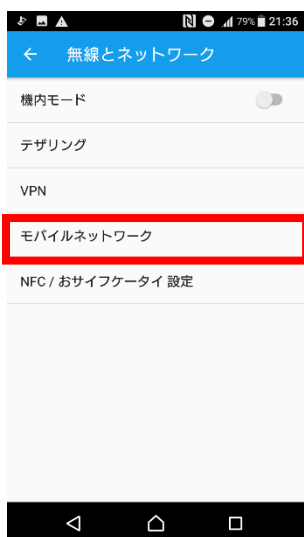 79% 21:36
無線とネットワーク
機内モード
テザリング
VPN
モバイルネットワーク
NFC / おサイフケータイ 設定